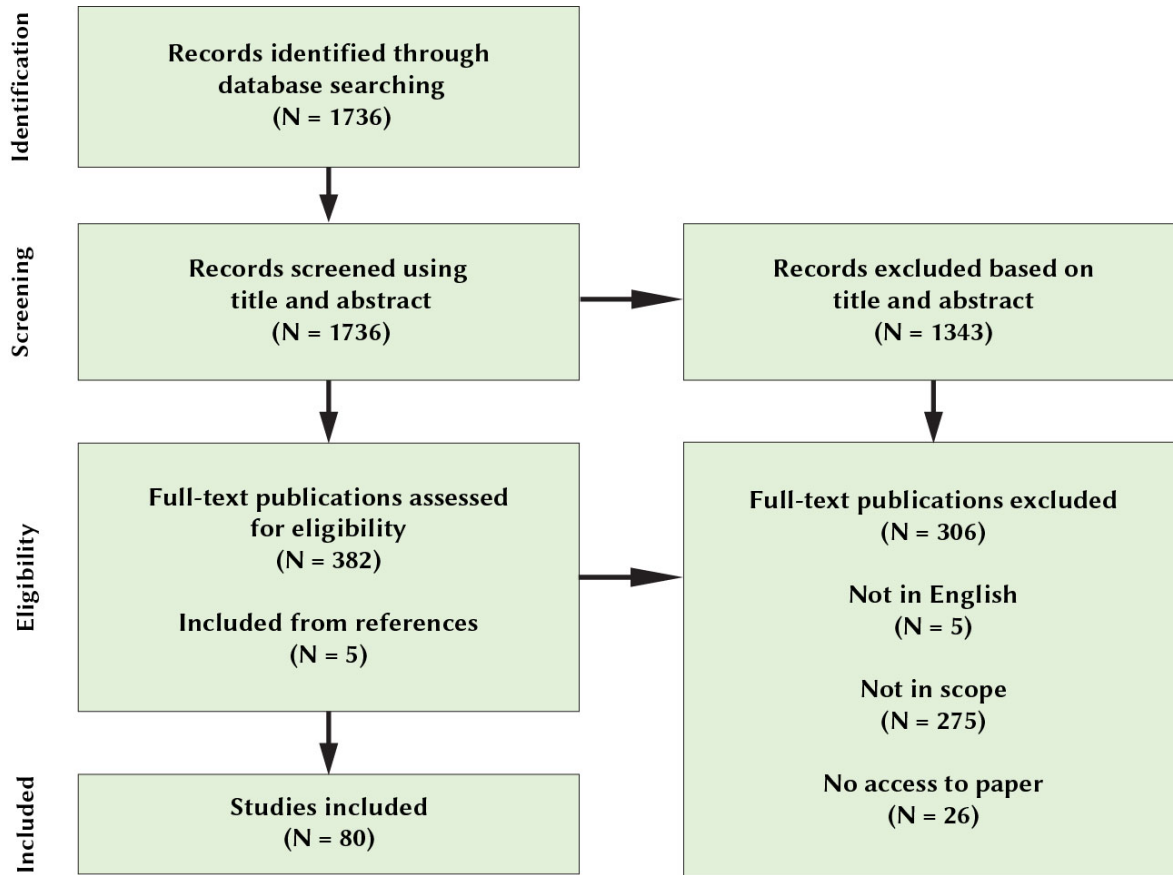 Identification
Records identified through
database searching
(N = 1736)
Screening
Records screened using
title and abstract
(N = 1736)
Records excluded based on
title and abstract
(N = 1343)
Eligibility
Full-text publications assessed
for eligibility
(N = 382)
Included from references
(N = 5)
Full-text publications excluded
(N = 306)
Not in English
(N = 5)
Not in scope
(N = 275)
No access to paper
(N = 26)
Included
Studies included
(N = 80)